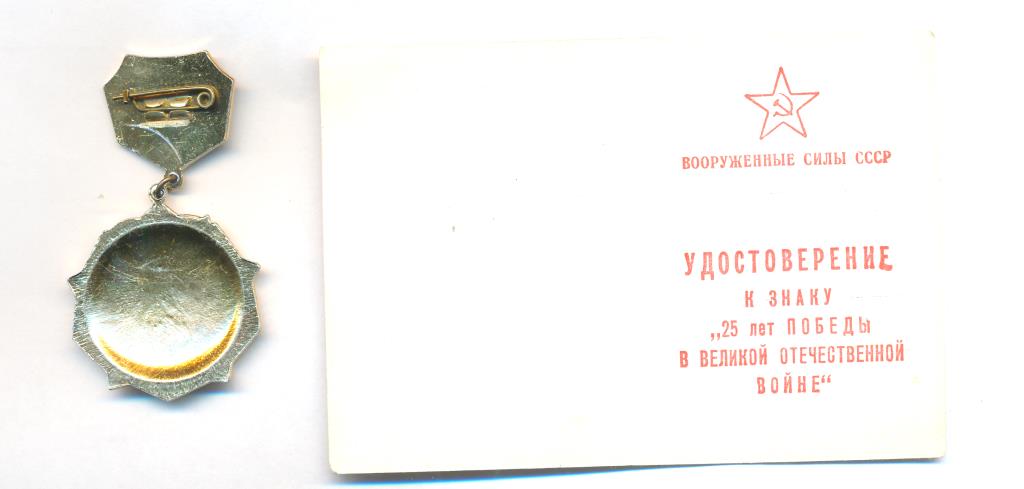 ВООРУЖЕННЫЕ СИЛЫ СССР
УДОСТОВЕРЕНИЕ
К ЗНАКУ
„25 лет ПОБЕДЫ
В ВЕЛИКОЙ ОТЕЧЕСТВЕННОЙ
ВОЙНЕ“